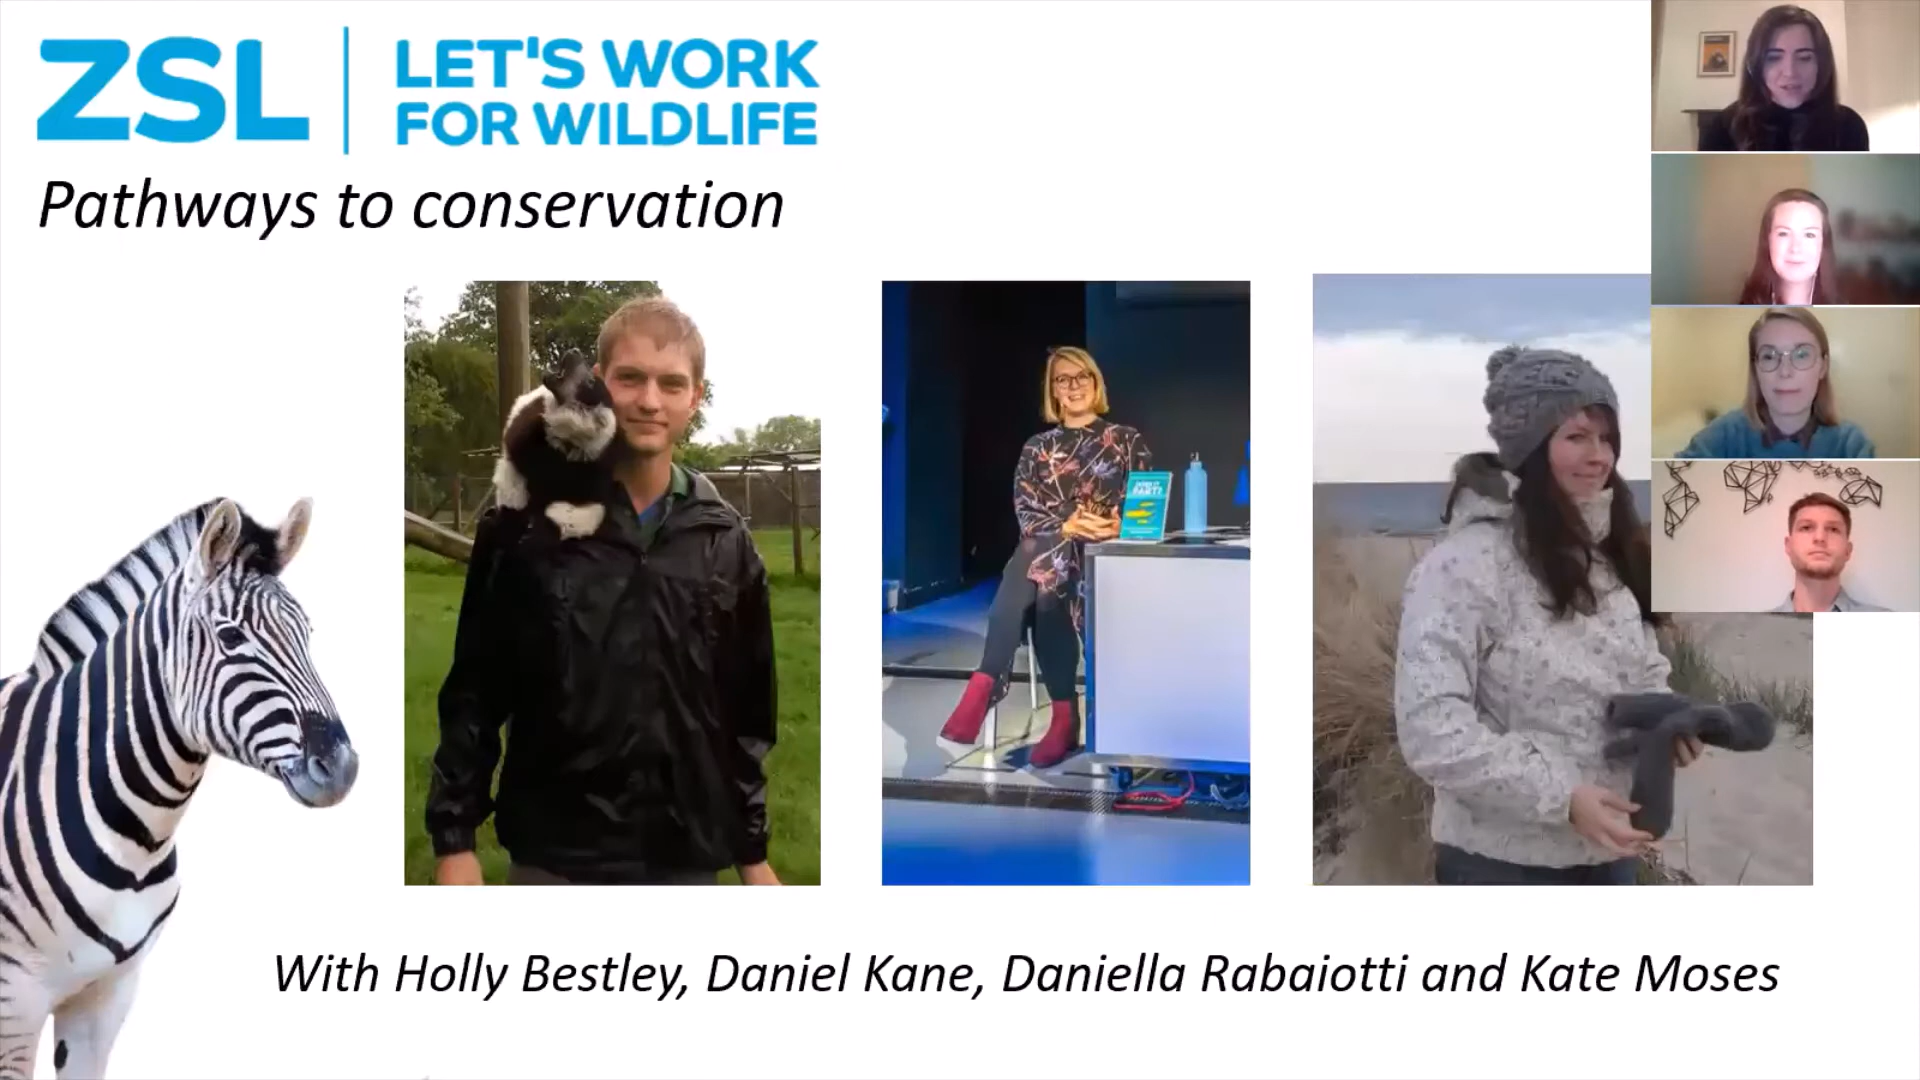 ZSL
LET'S WORK
FOR WILDLIFE
Pathways to conservation
With Holly Bestley, Daniel Kane, Daniella Rabaiotti and Kate Moses